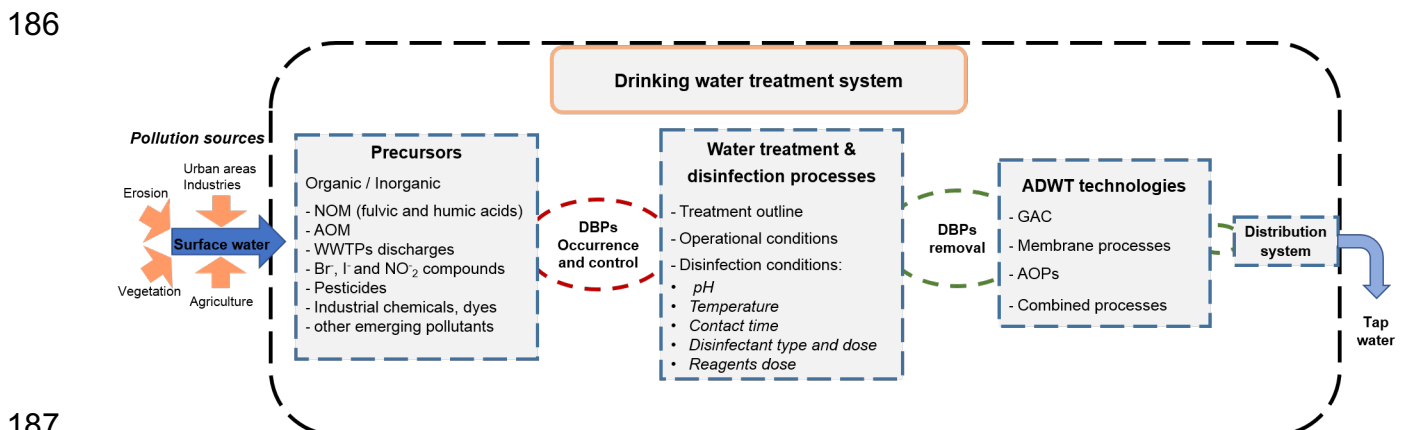 186
Drinking water treatment system
Pollution sources
Urban areas
Industries
Erosion
Surface water
Vegetation
Agriculture
Precursors
Organic / Inorganic
- NOM (fulvic and humic acids)
- AOM
- WWTPs discharges
- Br⁻, I⁻ and NO⁻₂ compounds
- Pesticides
- Industrial chemicals, dyes
- other emerging pollutants
DBPs
Occurrence
and control
Water treatment &
disinfection processes
- Treatment outline
- Operational conditions
- Disinfection conditions:
• pH
• Temperature
• Contact time
• Disinfectant type and dose
• Reagents dose
DBPs
removal
ADWT technologies
- GAC
- Membrane processes
- AOPs
- Combined processes
Distribution
system
Tap
water
187